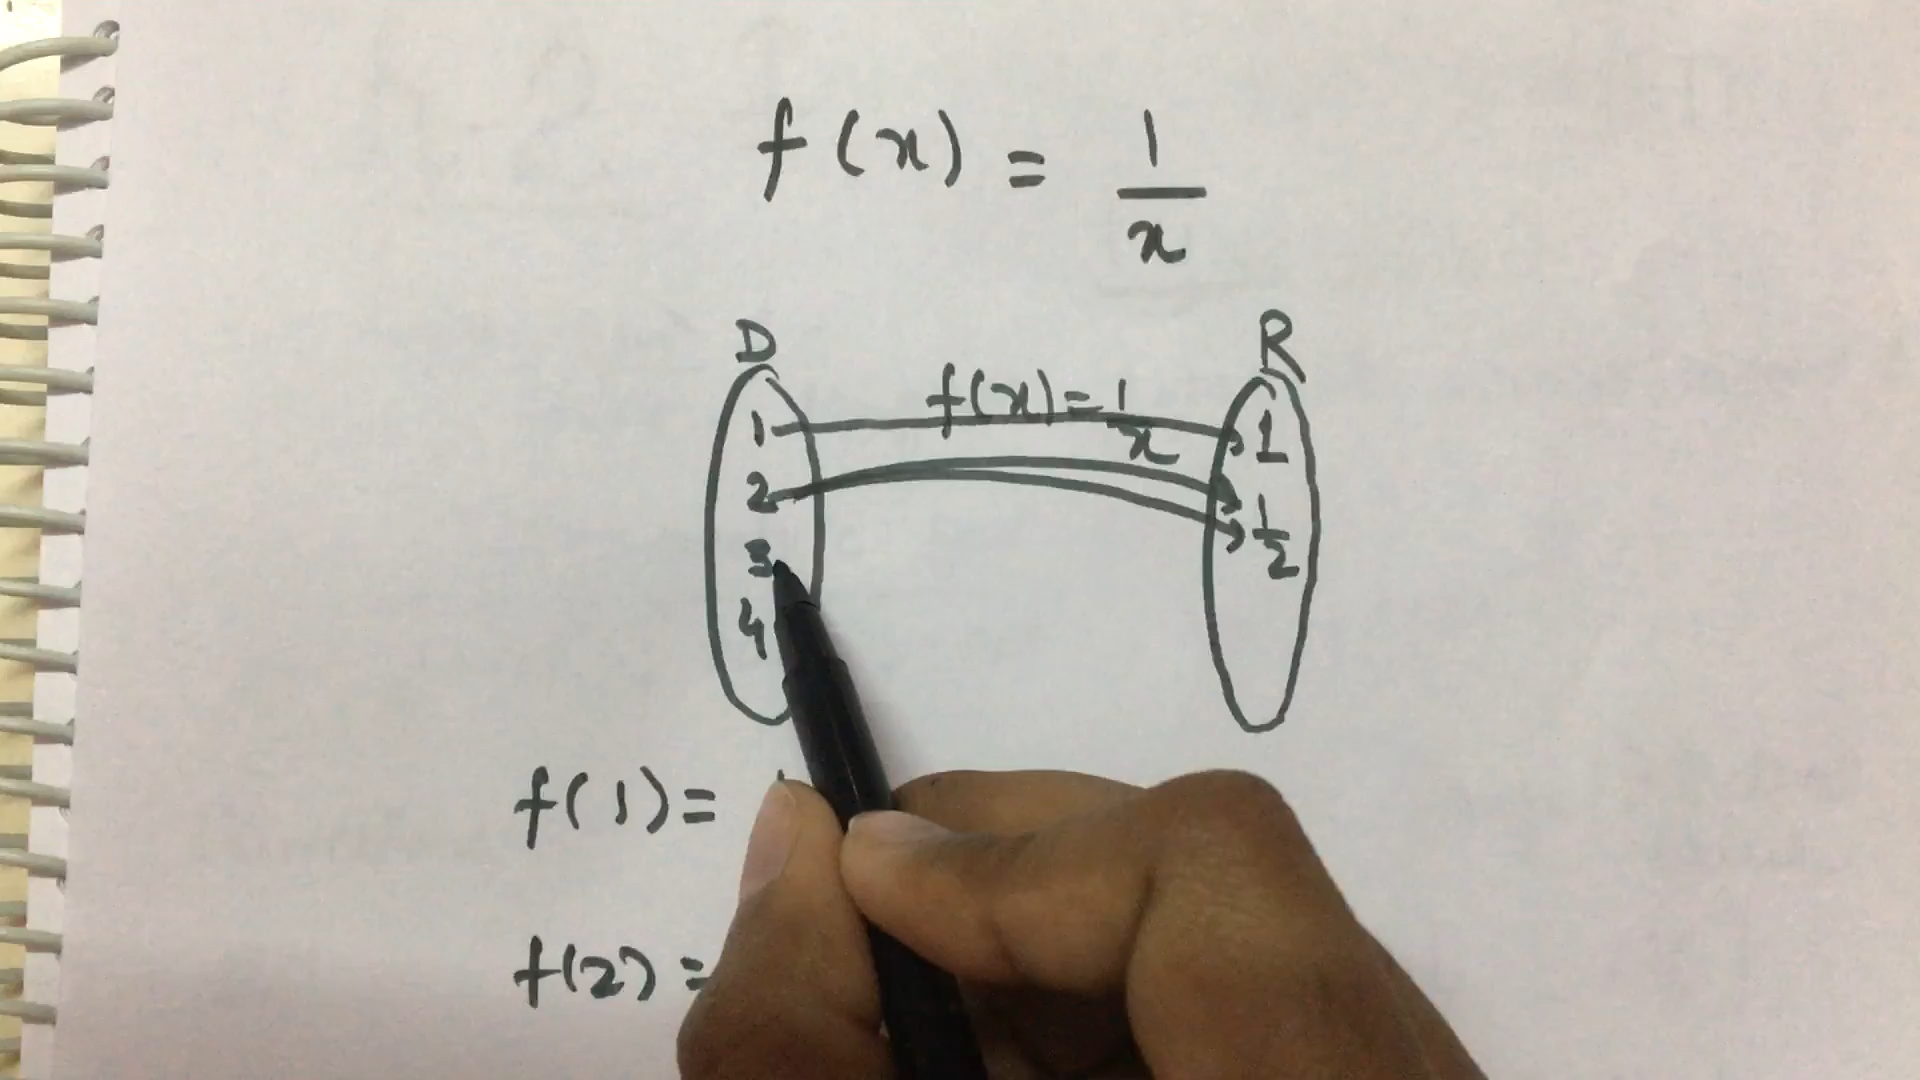 f(x) = 1/x
D R
f(x)=1/x
1 1
2 1/2
3
4
f(1)=
f(2)=